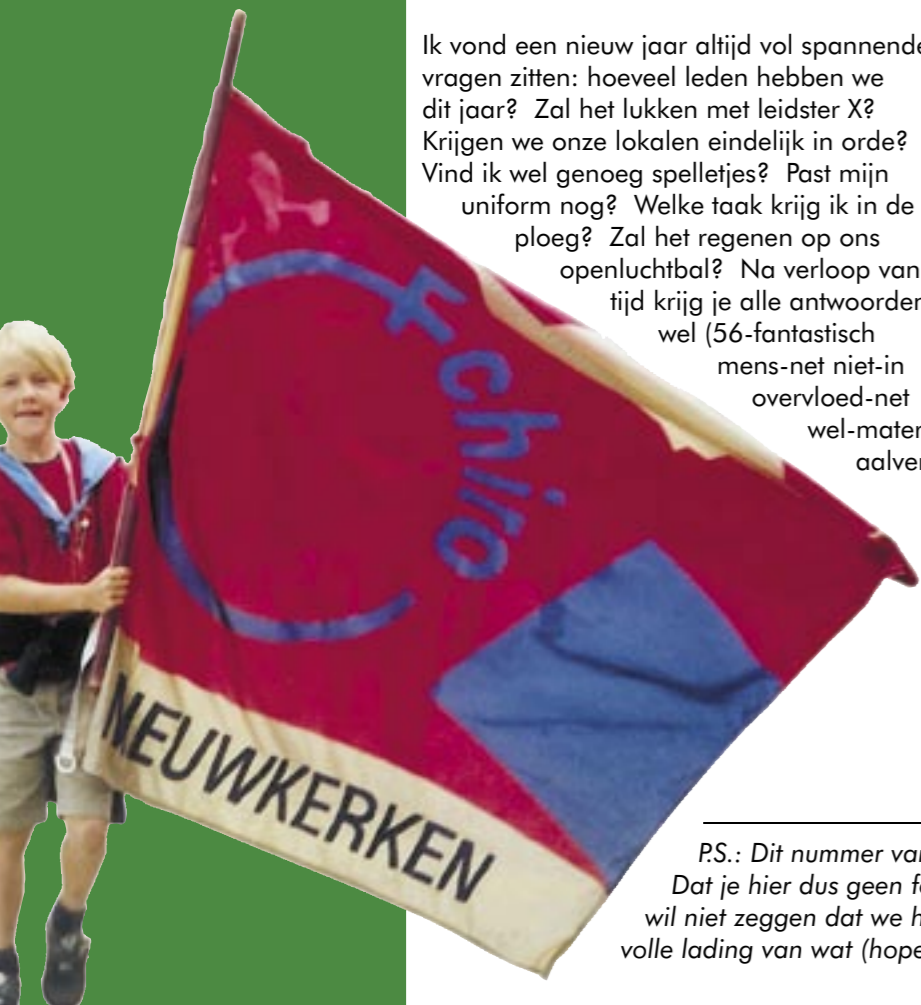 Ik vond een nieuw jaar altijd vol spannende
vragen zitten: hoeveel leden hebben we
dit jaar? Zal het lukken met leidster X?
Krijgen we onze lokalen eindelijk in orde?
Vind ik wel genoeg spelletjes? Past mijn
uniform nog? Welke taak krijg ik in de
ploeg? Zal het regenen op ons
openluchtbal? Na verloop van
tijd krijg je alle antwoorden
wel (56-fantastisch
mens-net niet-in
overvloed-net
wel-mater
aalver
chiro
NIEUWKERKEN
P.S.: Dit nummer va
Dat je hier dus geen f
wil niet zeggen dat we h
volle lading van wat (hope